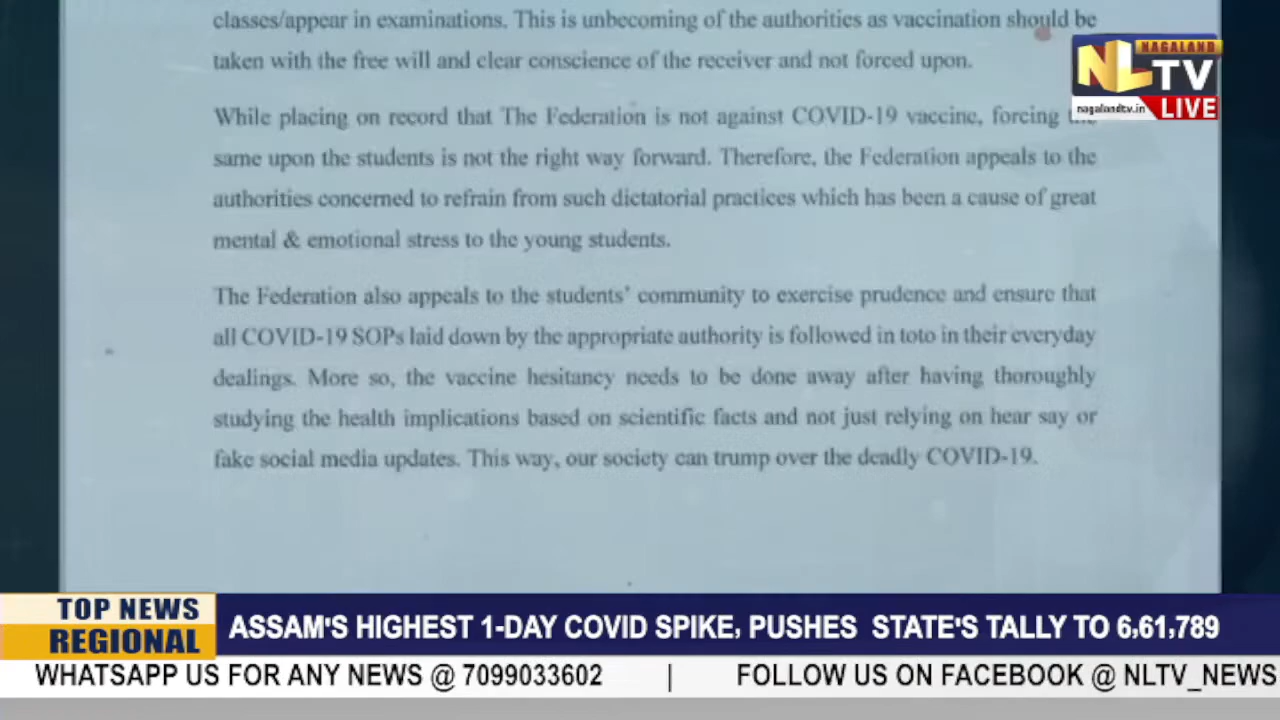 classes/appear in examinations. This is unbecoming of the authorities as vaccination should be
taken with the free will and clear conscience of the receiver and not forced upon.
While placing on record that The Federation is not against COVID-19 vaccine, forcing the
same upon the students is not the right way forward. Therefore, the Federation appeals to the
authorities concerned to refrain from such dictatorial practices which has been a cause of great
mental & emotional stress to the young students.
The Federation also appeals to the students' community to exercise prudence and ensure that
all COVID-19 SOPs laid down by the appropriate authority is followed in toto in their everyday
dealings. More so, the vaccine hesitancy needs to be done away after having thoroughly
studying the health implications based on scientific facts and not just relying on hear say or
fake social media updates. This way, our society can trump over the deadly COVID-19.
NAGALAND
NLTV
nagalandtv.in LIVE
TOP NEWS
REGIONAL
ASSAM'S HIGHEST 1-DAY COVID SPIKE, PUSHES STATE'S TALLY TO 6,61,789
WHATSAPP US FOR ANY NEWS @ 7099033602 | FOLLOW US ON FACEBOOK @ NLTV_NEWS